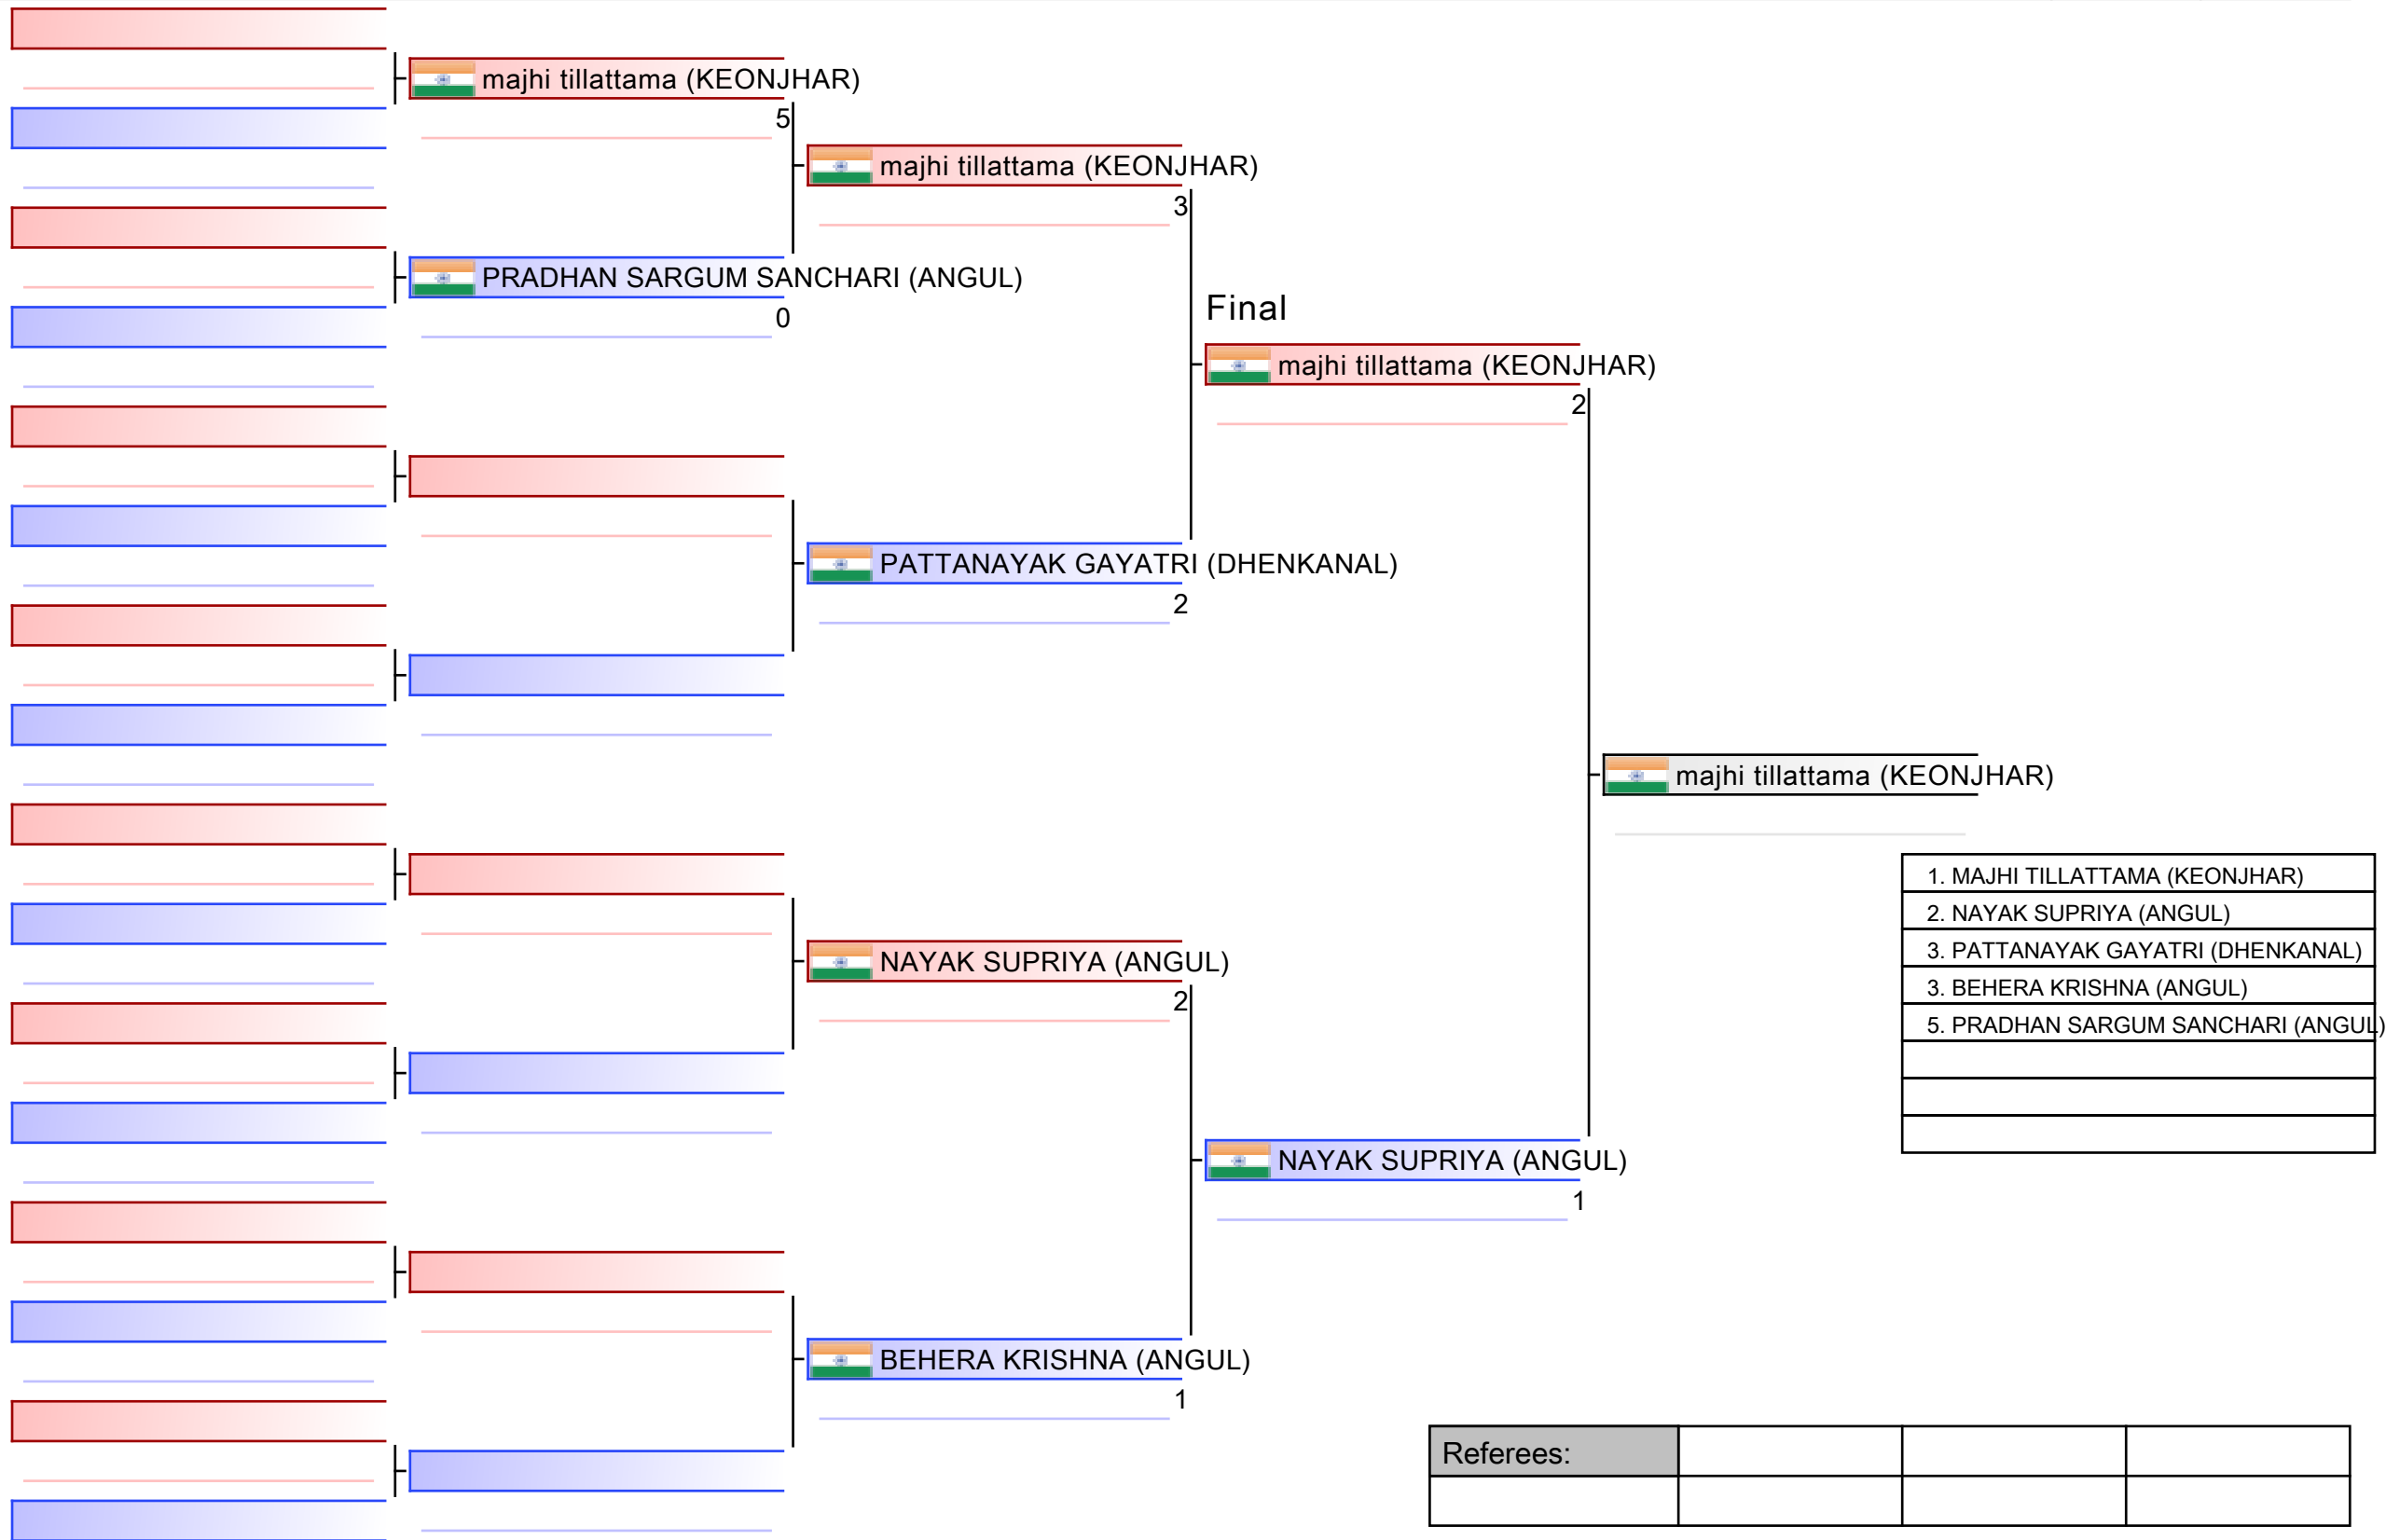 majhi tillattama (KEONJHAR)
5
majhi tillattama (KEONJHAR)
3
PRADHAN SARGUM SANCHARI (ANGUL)
0
Final
majhi tillattama (KEONJHAR)
2
PATTANAYAK GAYATRI (DHENKANAL)
2
majhi tillattama (KEONJHAR)
1. MAJHI TILLATTAMA (KEONJHAR)
2. NAYAK SUPRIYA (ANGUL)
3. PATTANAYAK GAYATRI (DHENKANAL)
3. BEHERA KRISHNA (ANGUL)
5. PRADHAN SARGUM SANCHARI (ANGUL)
NAYAK SUPRIYA (ANGUL)
2
NAYAK SUPRIYA (ANGUL)
1
BEHERA KRISHNA (ANGUL)
1
Referees: